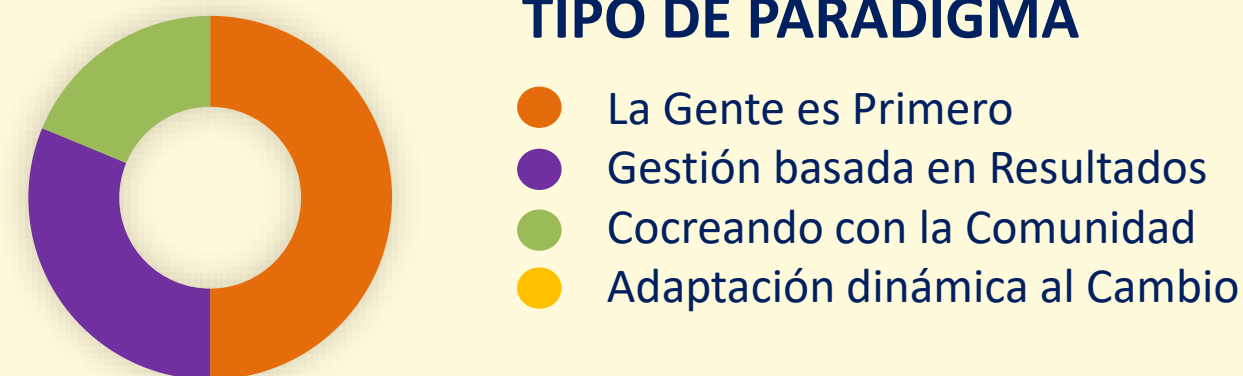 TIPO DE PARADIGMA
La Gente es Primero
Gestión basada en Resultados
Cocreando con la Comunidad
Adaptación dinámica al Cambio